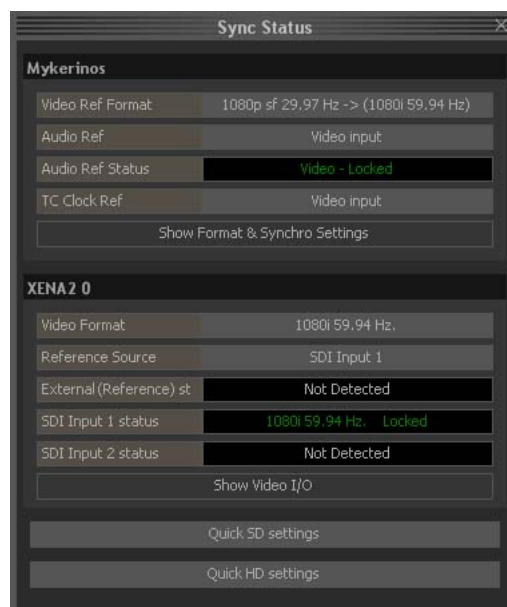 Sync Status X
Mykerinos
Video Ref Format 1080p sf 29.97 Hz -> (1080i 59.94 Hz)
Audio Ref Video input
Audio Ref Status Video - Locked
TC Clock Ref Video input
Show Format & Synchro Settings
XENA2 0
Video Format 1080i 59.94 Hz.
Reference Source SDI Input 1
External (Reference) st Not Detected
SDI Input 1 status 1080i 59.94 Hz. Locked
SDI Input 2 status Not Detected
Show Video I/O
Quick SD settings
Quick HD settings